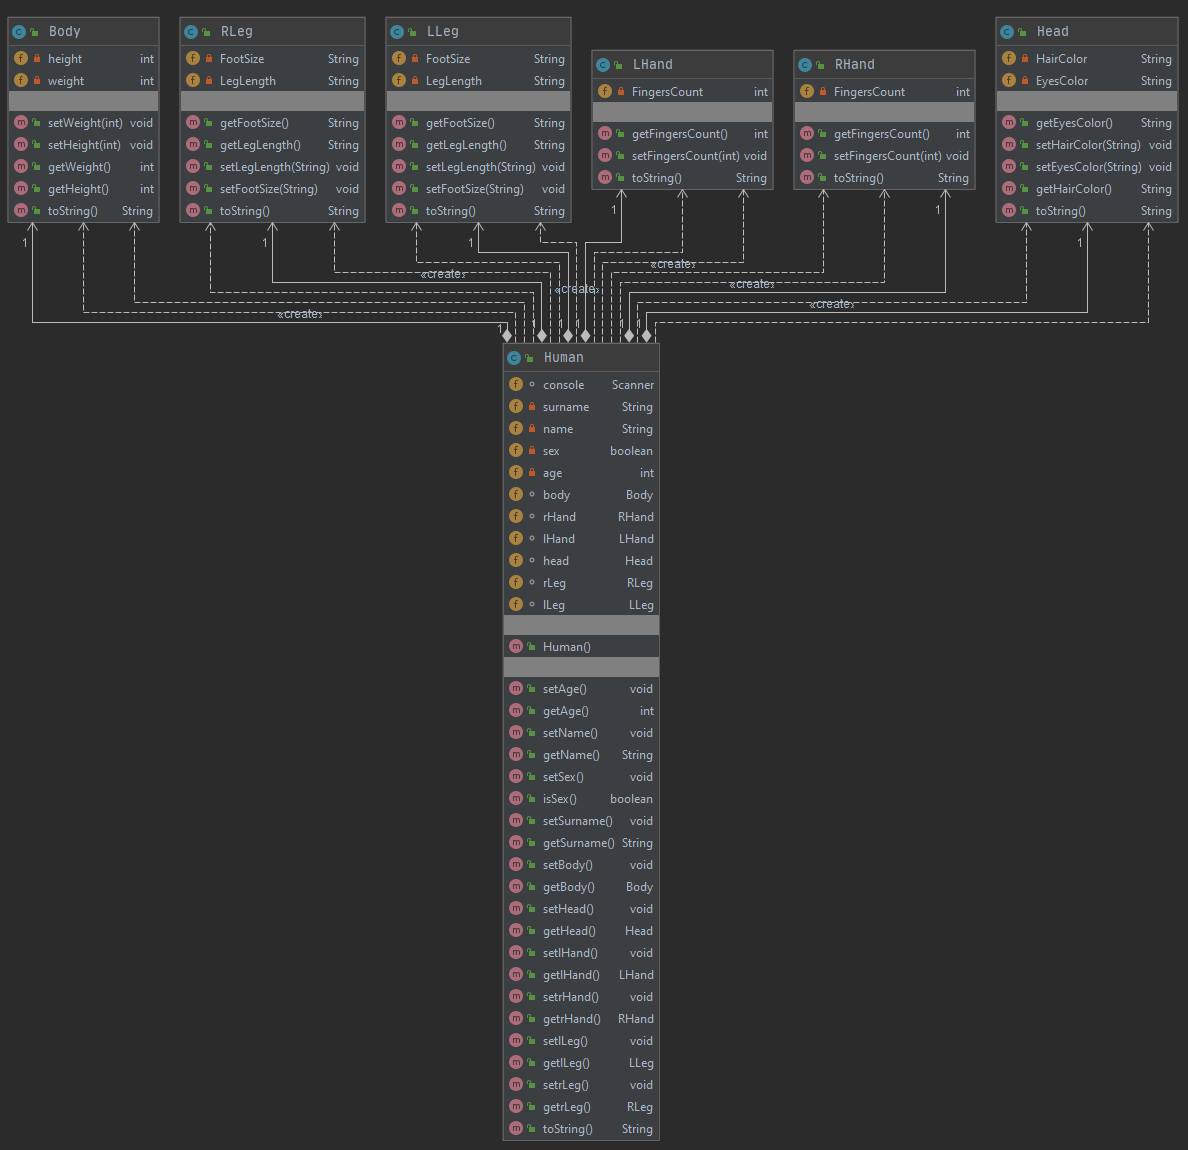 Body
height int
weight int
setWeight(int) void
setHeight(int) void
getWeight() int
getHeight() int
toString() String
RLeg
FootSize String
LegLength String
getFootSize() String
getLegLength() String
setLegLength(String) void
setFootSize(String) void
toString() String
LLeg
FootSize String
LegLength String
getFootSize() String
getLegLength() String
setLegLength(String) void
setFootSize(String) void
toString() String
LHand
FingersCount int
getFingersCount() int
setFingersCount(int) void
toString() String
RHand
FingersCount int
getFingersCount() int
setFingersCount(int) void
toString() String
Head
HairColor String
EyesColor String
getEyesColor() String
setHairColor(String) void
setEyesColor(String) void
getHairColor() String
toString() String
1
1
1
1
1
1
«create»
«create»
«create»
«create»
«create»
«create»
1
1
1
1
1
1
Human
console Scanner
surname String
name String
sex boolean
age int
body Body
rHand RHand
lHand LHand
head Head
rLeg RLeg
lLeg LLeg
Human()
setAge() void
getAge() int
setName() void
getName() String
setSex() void
isSex() boolean
setSurname() void
getSurname() String
setBody() void
getBody() Body
setHead() void
getHead() Head
setlHand() void
getlHand() LHand
setrHand() void
getrHand() RHand
setlLeg() void
getlLeg() LLeg
setrLeg() void
getrLeg() RLeg
toString() String